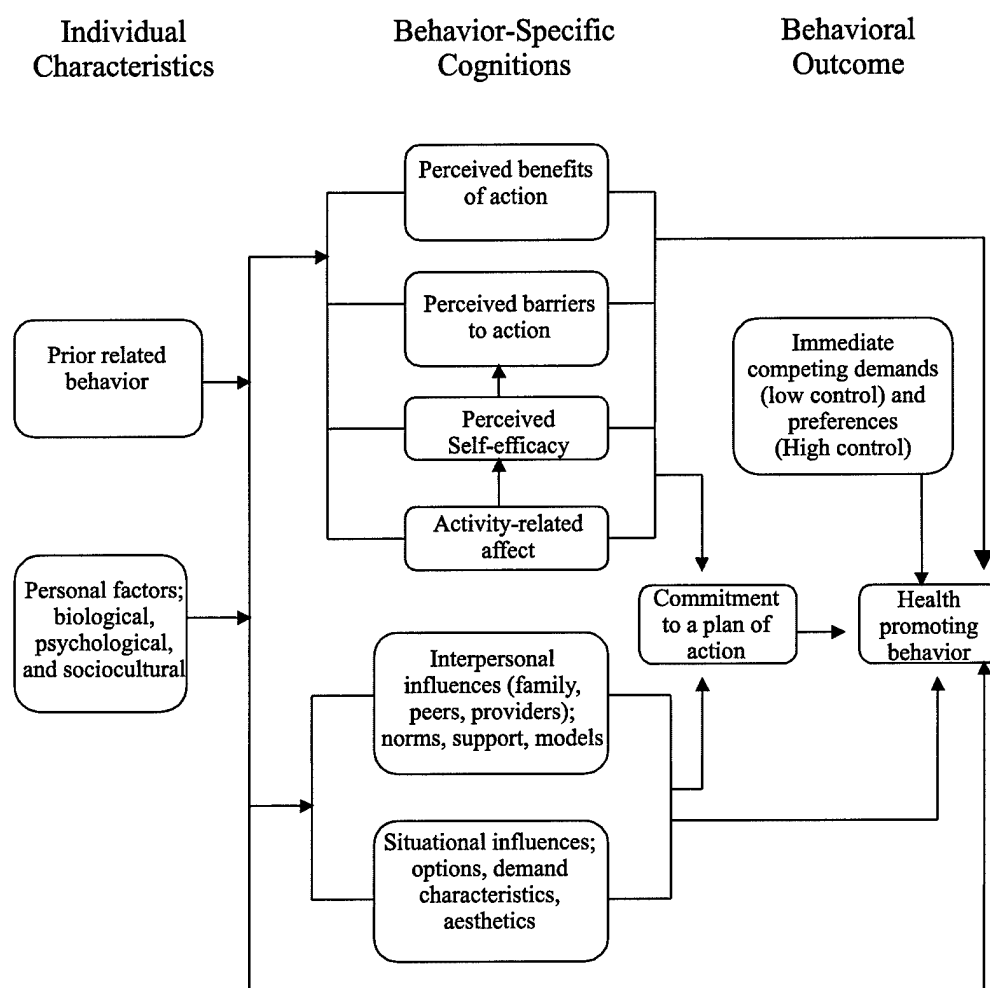 Individual
Characteristics
Behavior-Specific
Cognitions
Behavioral
Outcome
Perceived benefits
of action
Perceived barriers
to action
Prior related
behavior
Immediate
competing demands
(low control) and
preferences
(High control)
Perceived
Self-efficacy
Activity-related
affect
Personal factors;
biological,
psychological,
and sociocultural
Commitment
to a plan of
action
Health
promoting
behavior
Interpersonal
influences (family,
peers, providers);
norms, support, models
Situational influences;
options, demand
characteristics,
aesthetics